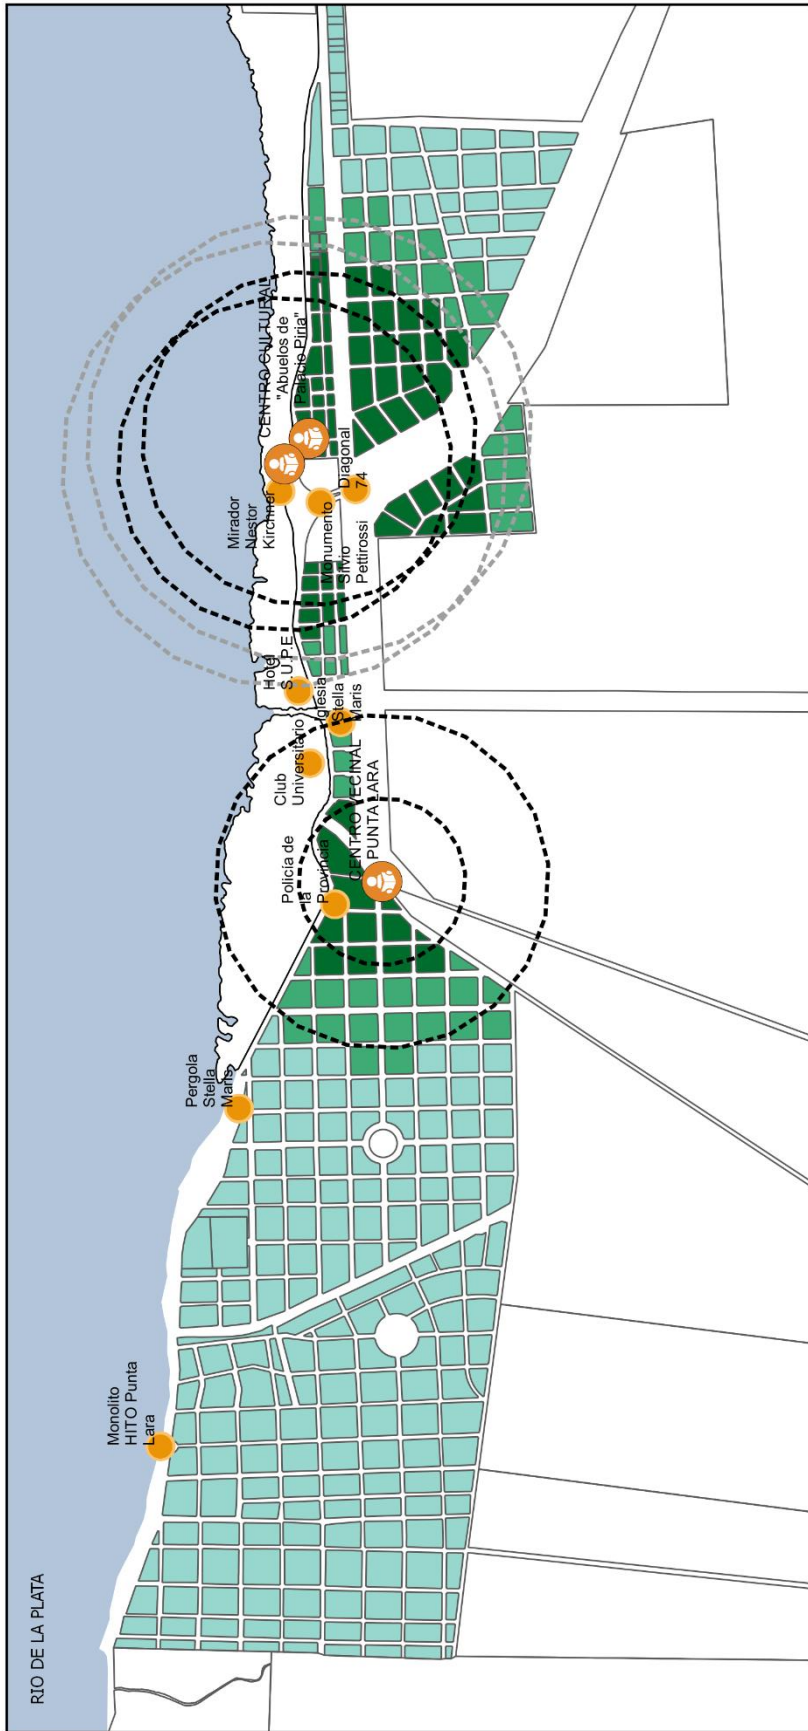 CENTRO CULTURAL
"Abuelos de
Palacio Piria"
Mirador
Nestor
Kirchner
Diagonal
74
Monumento
Silvio
Pettirossi
Hotel
S.U.P.E
Iglesia
Stella
Maris
Club
Universitario
CENTRO VECINAL
PUNTA LARA
Policía de
la
Provincia
Pergola
Stella
Maris
Monolito
HITO Punta
Lara
RIO DE LA PLATA